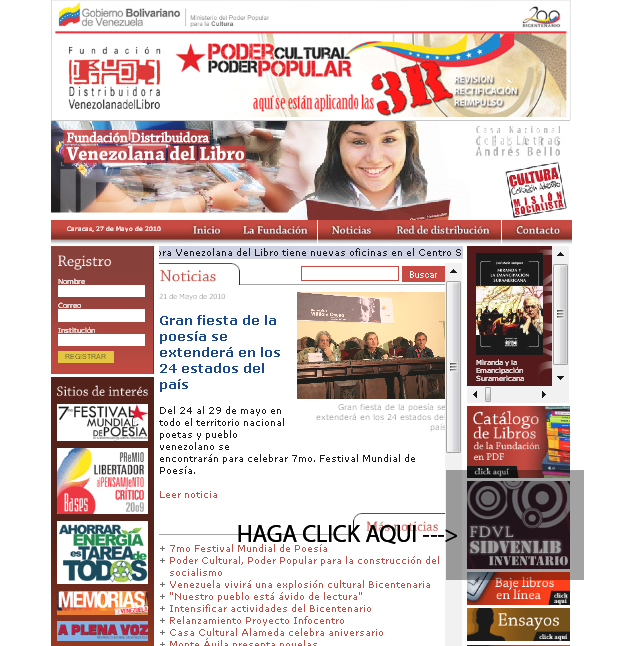 Gobierno Bolivariano
de Venezuela
Ministerio del Poder Popular
para la Cultura
200
BICENTENARIO
Fundación
Distribuidora
VenezolanadelLibro
PODER CULTURAL
PODER POPULAR
aquí se están aplicando las
3R
REVISIÓN
RECTIFICACIÓN
REIMPULSO
Fundación Distribuidora
Venezolana del Libro
Casa Nacional
de las Letras
Andrés Bello
CULTURA
CORAZÓN ADENTRO
MISIÓN
SOCIALISTA
Caracas, 27 de Mayo de 2010
Inicio
La Fundación
Noticias
Red de distribución
Contacto
Registro
Nombre
Correo
Institución
REGISTRAR
Sitios de interés
7mo FESTIVAL
MUNDIAL
DE POESÍA
PREMIO
LIBERTADOR
AL PENSAMIENTO
CRÍTICO
2009
Bases
AHORRAR
ENERGÍA
ES TAREA
DE
TODOS
MEMORIAS
VENEZUELA
A PLENA VOZ
ora Venezolana del Libro tiene nuevas oficinas en el Centro S
Noticias
Buscar
21 de Mayo de 2010
Gran fiesta de la
poesía se
extenderá en los
24 estados del
país
Gran fiesta de la poesía se
extenderá en los 24 estados del
país
Del 24 al 29 de mayo en
todo el territorio nacional
poetas y pueblo
venezolano se
encontrarán para celebrar 7mo. Festival Mundial de
Poesía.
Leer noticia
Más noticias
HAGA CLICK AQUI --->
+ 7mo Festival Mundial de Poesía
+ Poder Cultural, Poder Popular para la construcción del
socialismo
+ Venezuela vivirá una explosión cultural Bicentenaria
+ "Nuestro pueblo está ávido de lectura"
+ Intensificar actividades del Bicentenario
+ Relanzamiento Proyecto Infocentro
+ Casa Cultural Alameda celebra aniversario
+ Monte Ávila presenta novelas
MIRANDA Y LA
EMANCIPACIÓN
SURAMERICANA
Miranda y la
Emancipación
Suramericana
Catálogo
de Libros
de la Fundación
en PDF
click aquí
FDVL
SIDVENLIB
INVENTARIO
Baje libros
en línea
click
aquí
Ensayos
click aquí